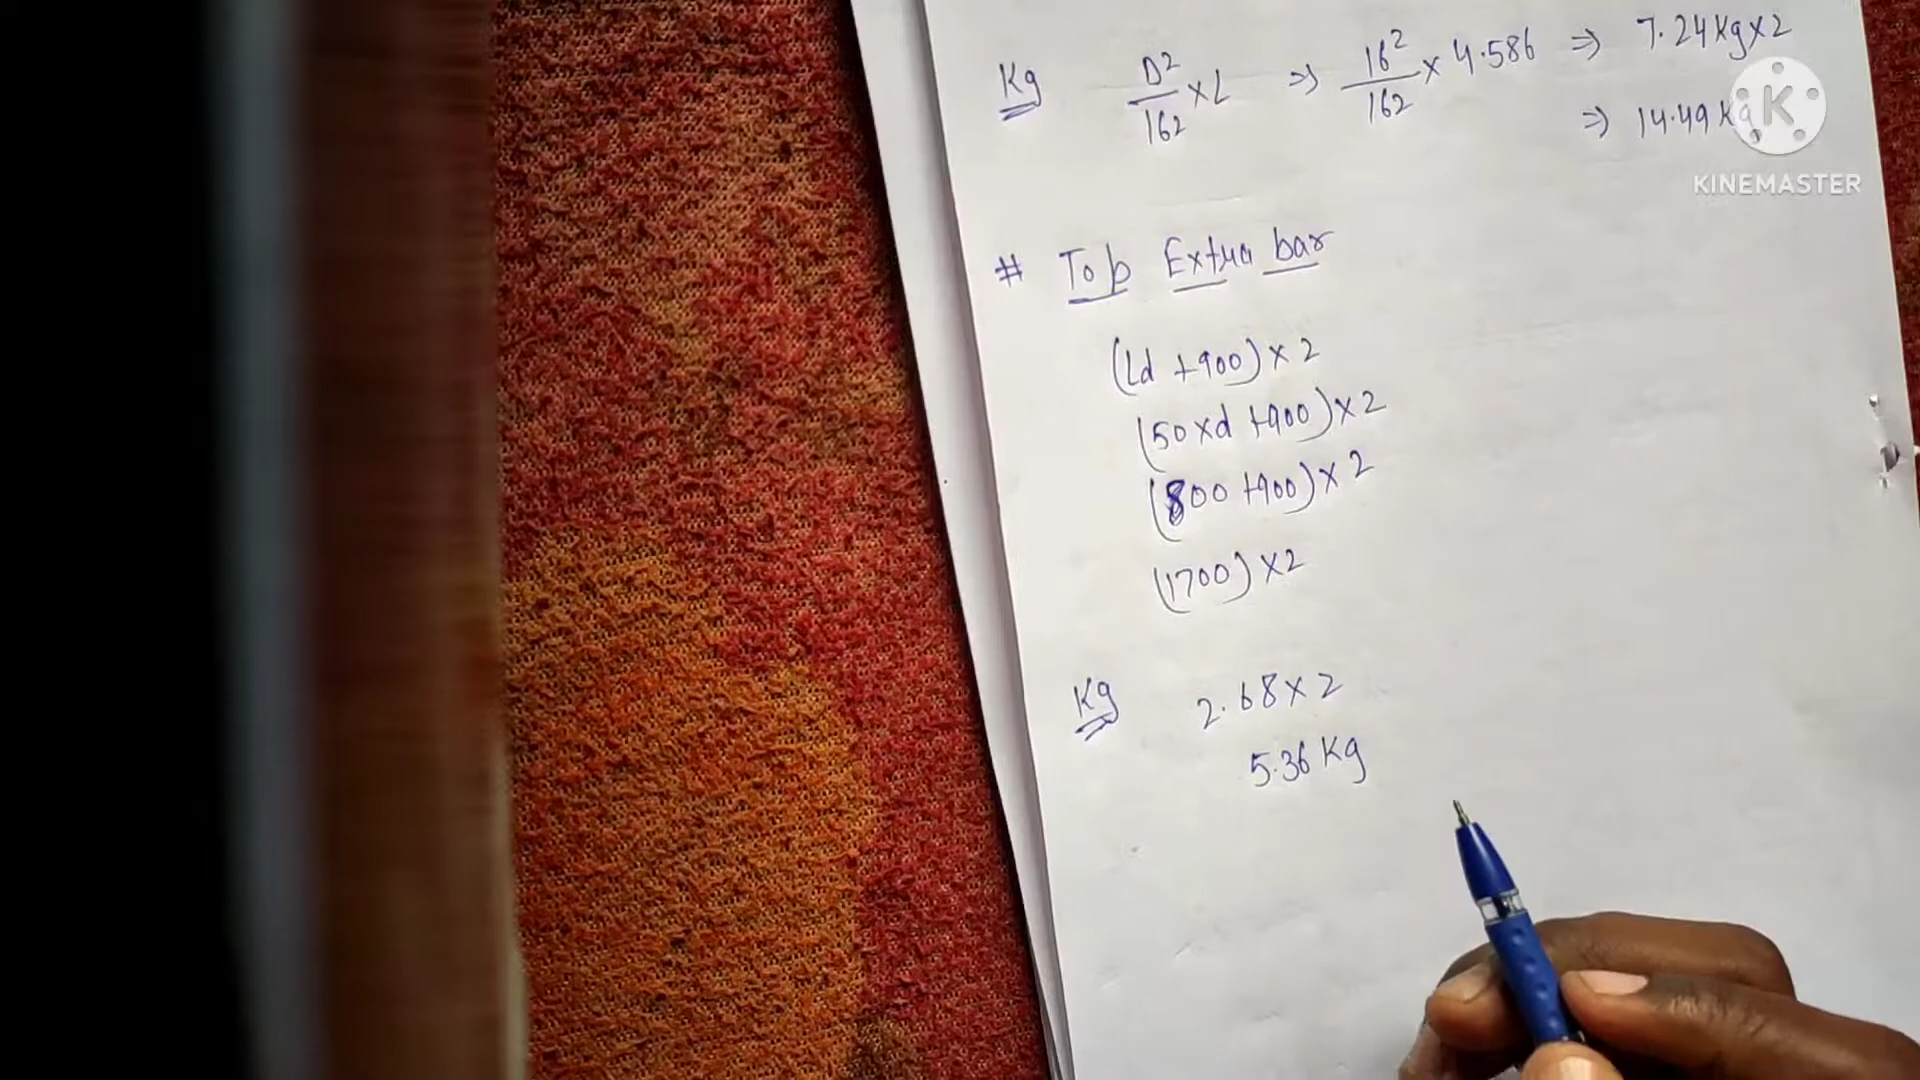 Kg D²/162 × L ⇒ 16²/162 × 4.586 ⇒ 7.24 Kg × 2
⇒ 14.49 Kg
K
KINEMASTER
# Top Extra bar
(Ld + 900) × 2
(50 × d + 900) × 2
(800 + 900) × 2
(1700) × 2
Kg 2.68 × 2
5.36 Kg